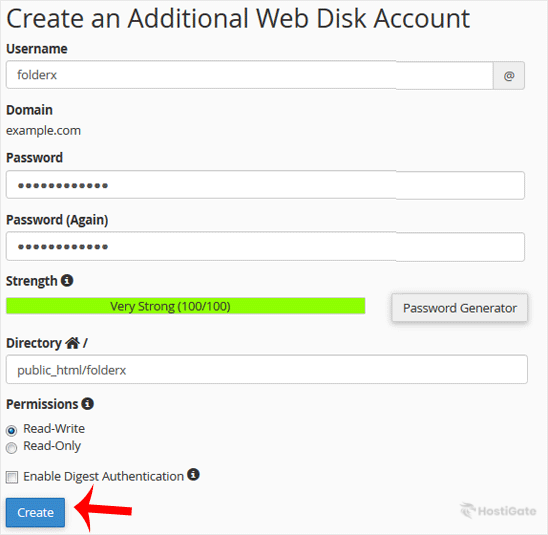 Create an Additional Web Disk Account
Username
folderx @
Domain
example.com
Password
••••••••••••
Password (Again)
••••••••••••
Strength
Very Strong (100/100) Password Generator
Directory /
public_html/folderx
Permissions
Read-Write
Read-Only
Enable Digest Authentication
Create
HostiGate